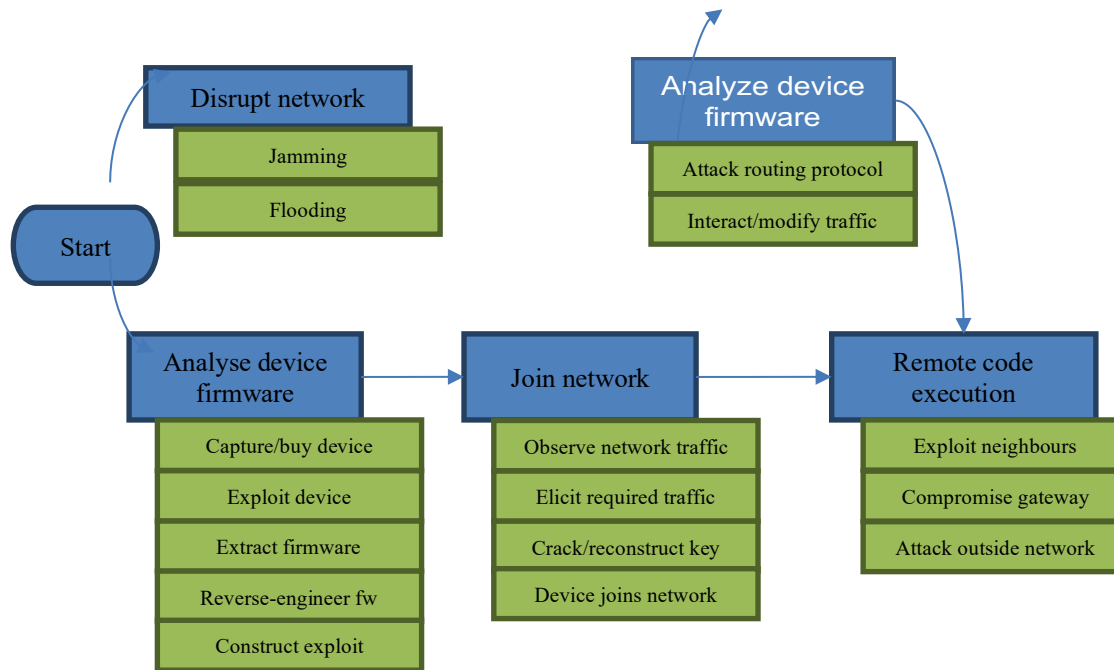 Disrupt network
Jamming
Flooding
Start
Analyze device
firmware
Attack routing protocol
Interact/modify traffic
Analyse device
firmware
Capture/buy device
Exploit device
Extract firmware
Reverse-engineer fw
Construct exploit
Join network
Observe network traffic
Elicit required traffic
Crack/reconstruct key
Device joins network
Remote code
execution
Exploit neighbours
Compromise gateway
Attack outside network